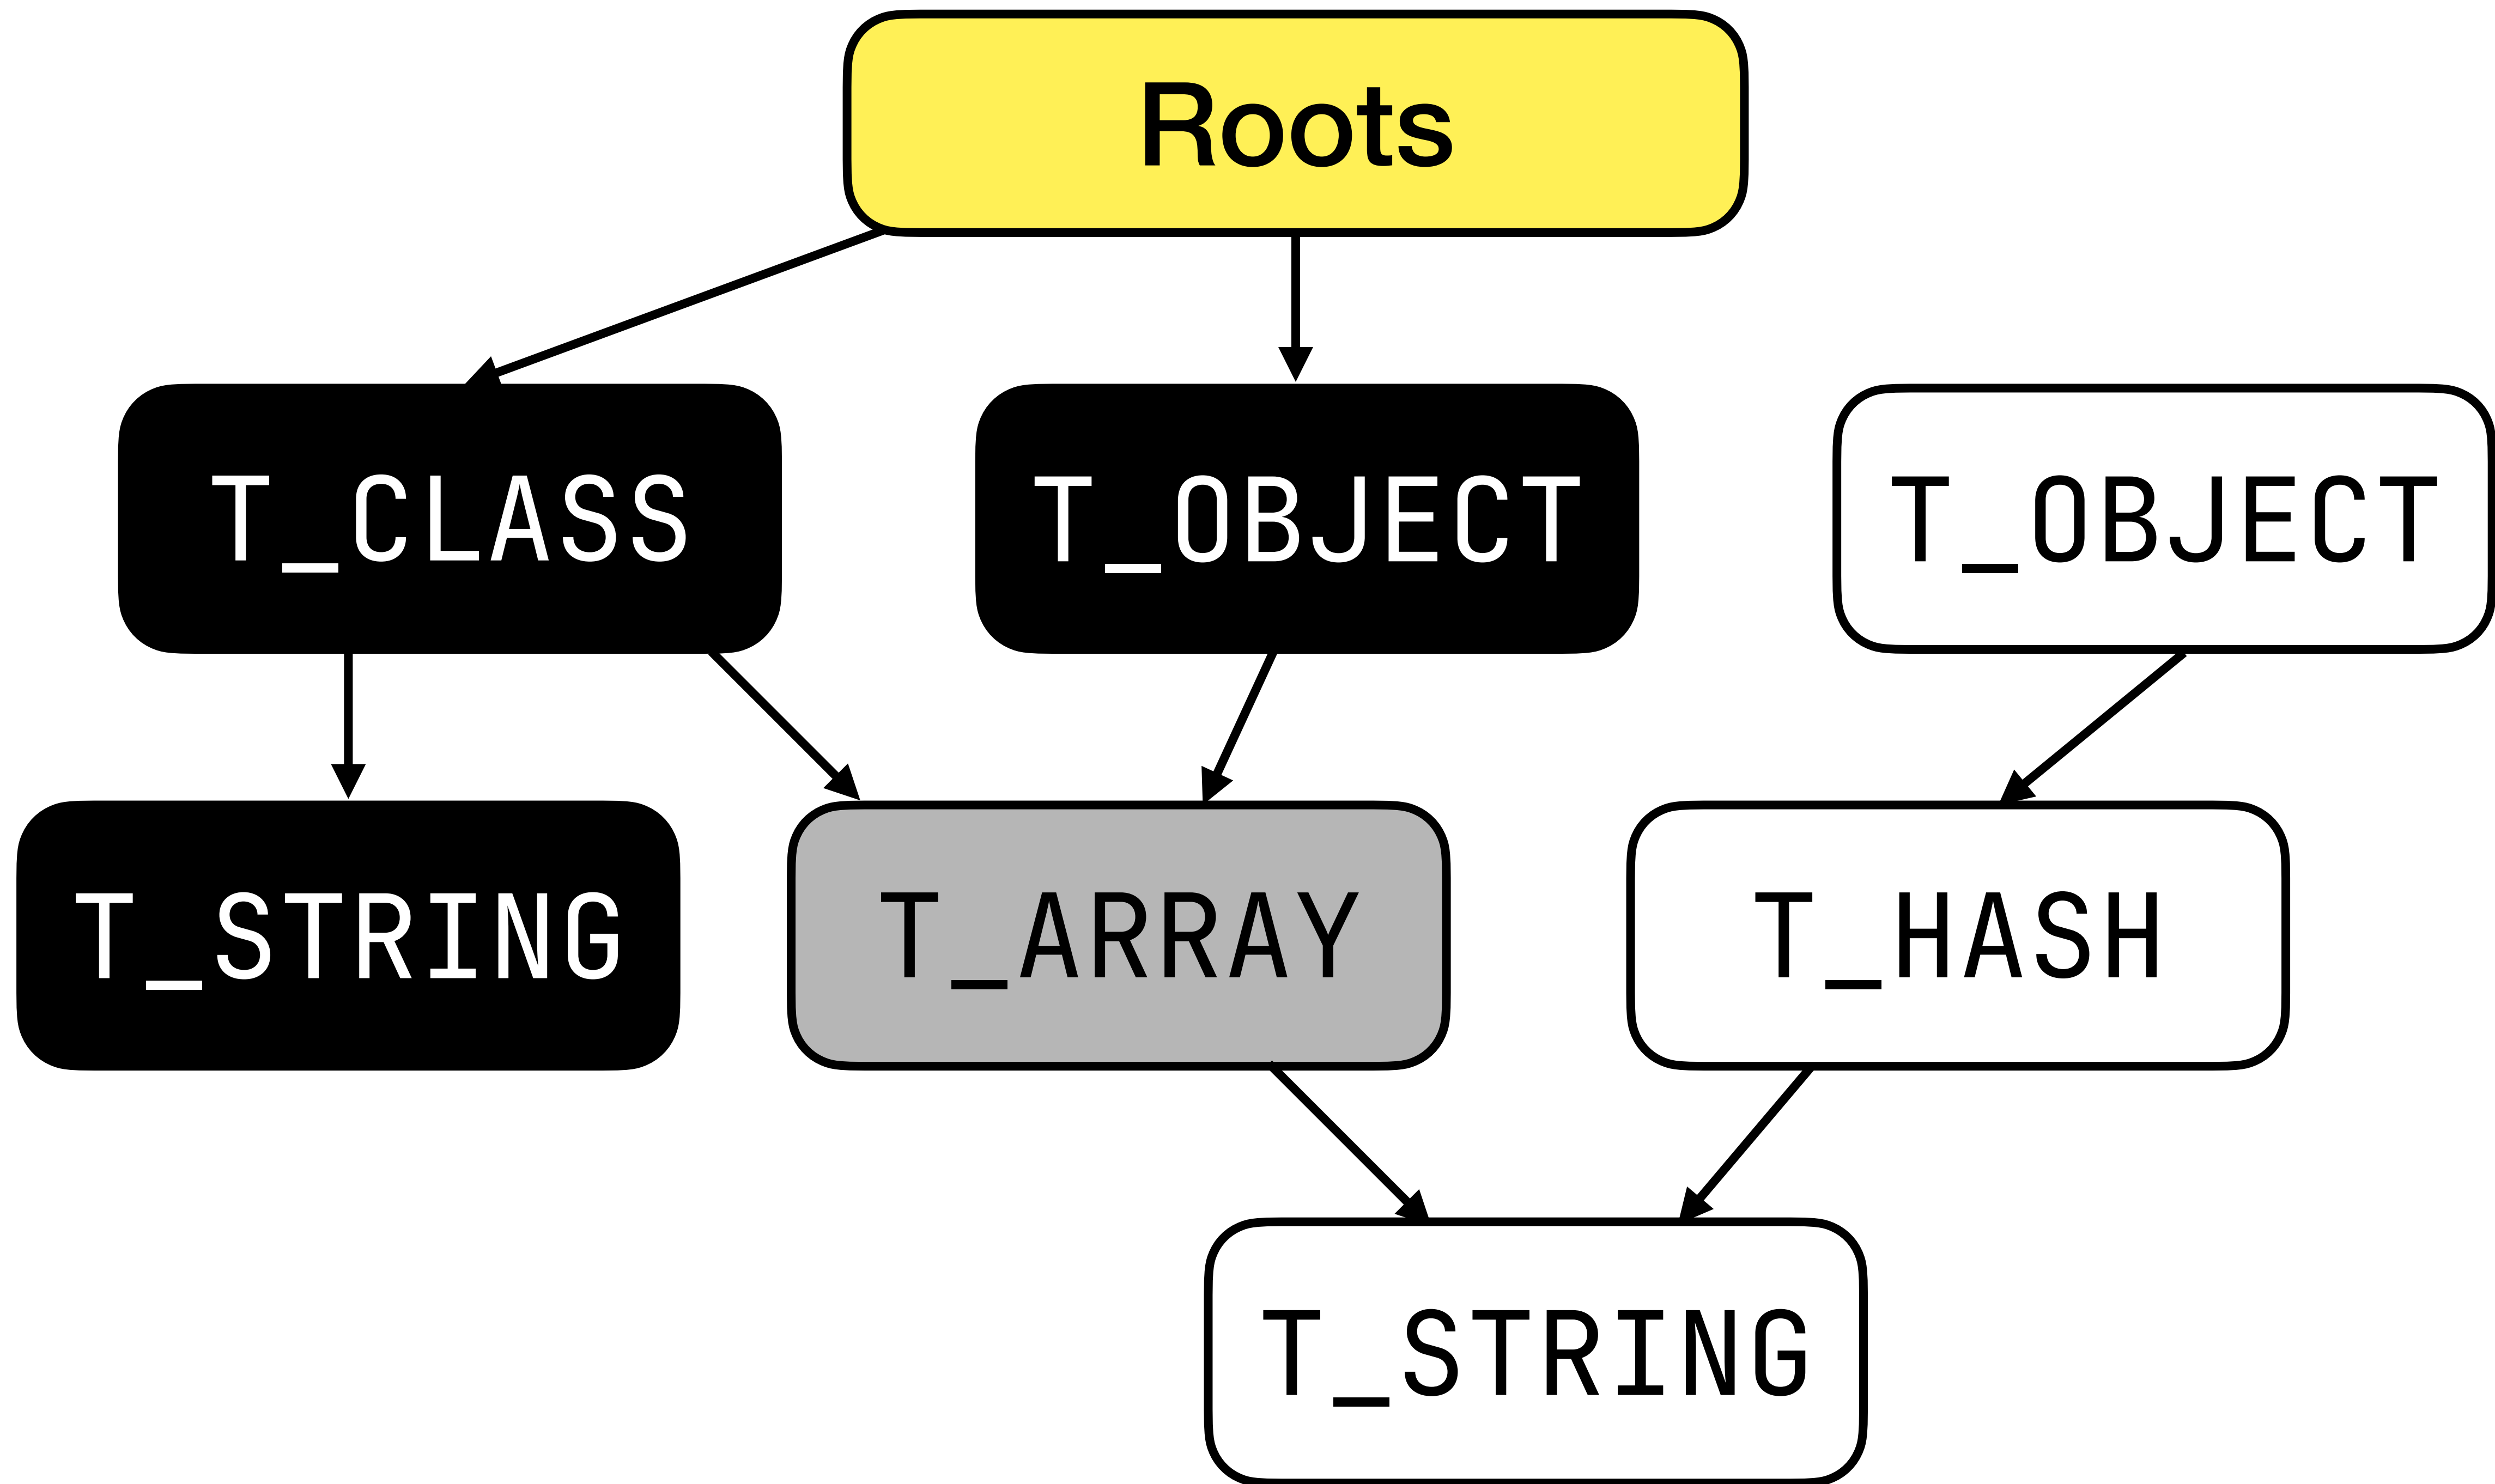 Roots
T_CLASS
T_OBJECT
T_OBJECT
T_STRING
T_ARRAY
T_HASH
T_STRING